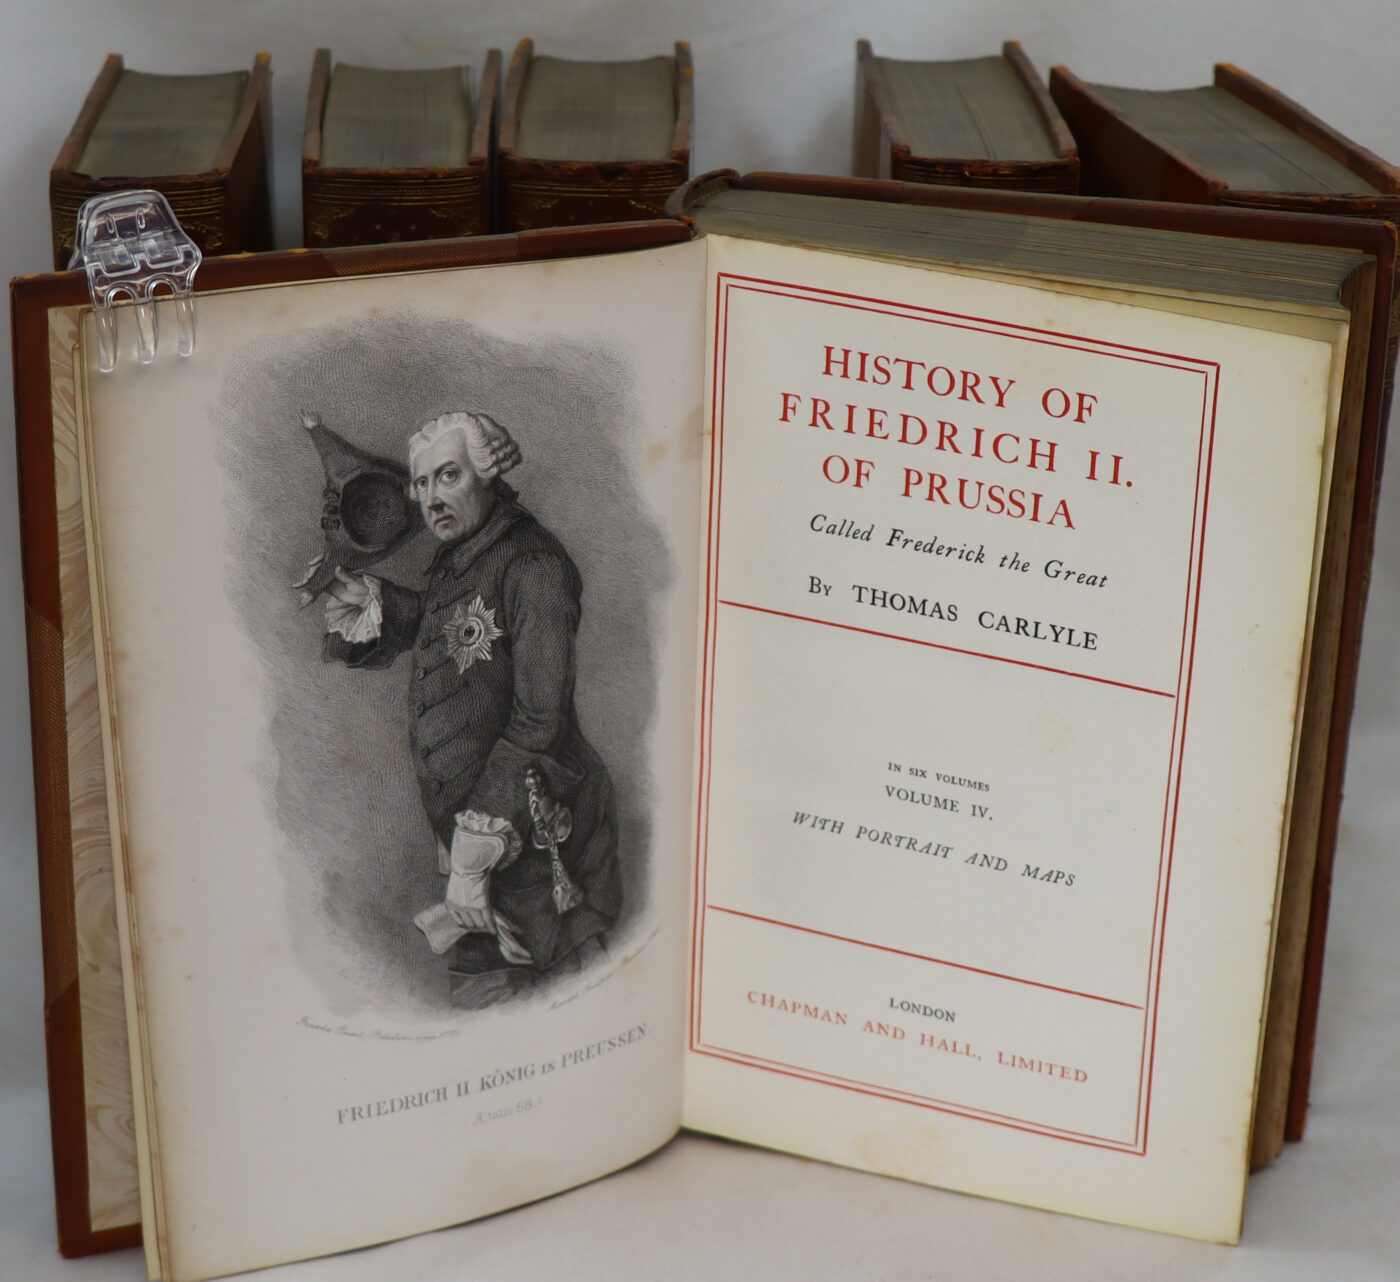 FRIEDRICH II KÖNIG IN PREUSSEN.
(Ætatis 58.)
HISTORY OF
FRIEDRICH II.
OF PRUSSIA
Called Frederick the Great
BY THOMAS CARLYLE
IN SIX VOLUMES
VOLUME IV.
WITH PORTRAIT AND MAPS
LONDON
CHAPMAN AND HALL, LIMITED